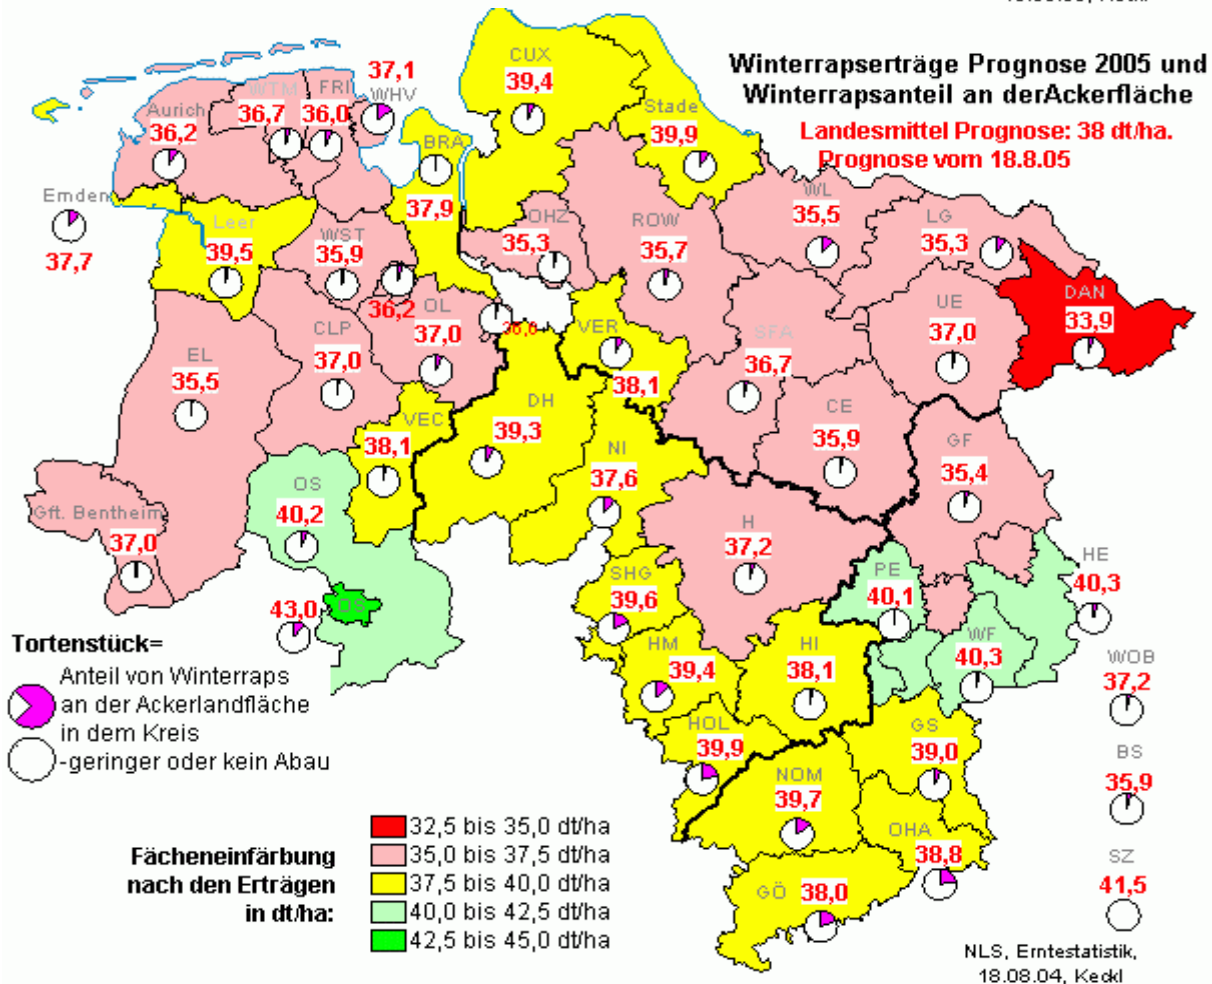 Winterrapserträge Prognose 2005 und
Winterrapsanteil an derAckerfläche
Landesmittel Prognose: 38 dt/ha.
Prognose vom 18.8.05
CUX
39,4
37,1
WHV
WTM
36,7
FRI
36,0
Aurich
36,2
Stade
39,9
BRA
37,9
Emden
37,7
Leer
39,5
WST
35,9
36,2
OHZ
35,3
ROW
35,7
WL
35,5
LG
35,3
DAN
33,9
UE
37,0
OL
37,0
CLP
37,0
EL
35,5
VER
38,1
SFA
36,7
CE
35,9
GF
35,4
VEC
38,1
DH
39,3
NI
37,6
OS
40,2
Gft. Bentheim
37,0
H
37,2
PE
40,1
HE
40,3
SHG
39,6
43,0
OS
HM
39,4
HI
38,1
WF
40,3
WOB
37,2
HOL
39,9
GS
39,0
BS
35,9
NOM
39,7
OHA
38,8
SZ
41,5
GÖ
38,0
Tortenstück=
Anteil von Winterraps
an der Ackerlandfläche
in dem Kreis
-geringer oder kein Abau
Fächeneinfärbung
nach den Erträgen
in dt/ha:
32,5 bis 35,0 dt/ha
35,0 bis 37,5 dt/ha
37,5 bis 40,0 dt/ha
40,0 bis 42,5 dt/ha
42,5 bis 45,0 dt/ha
NLS, Erntestatistik,
18.08.04, Keckl